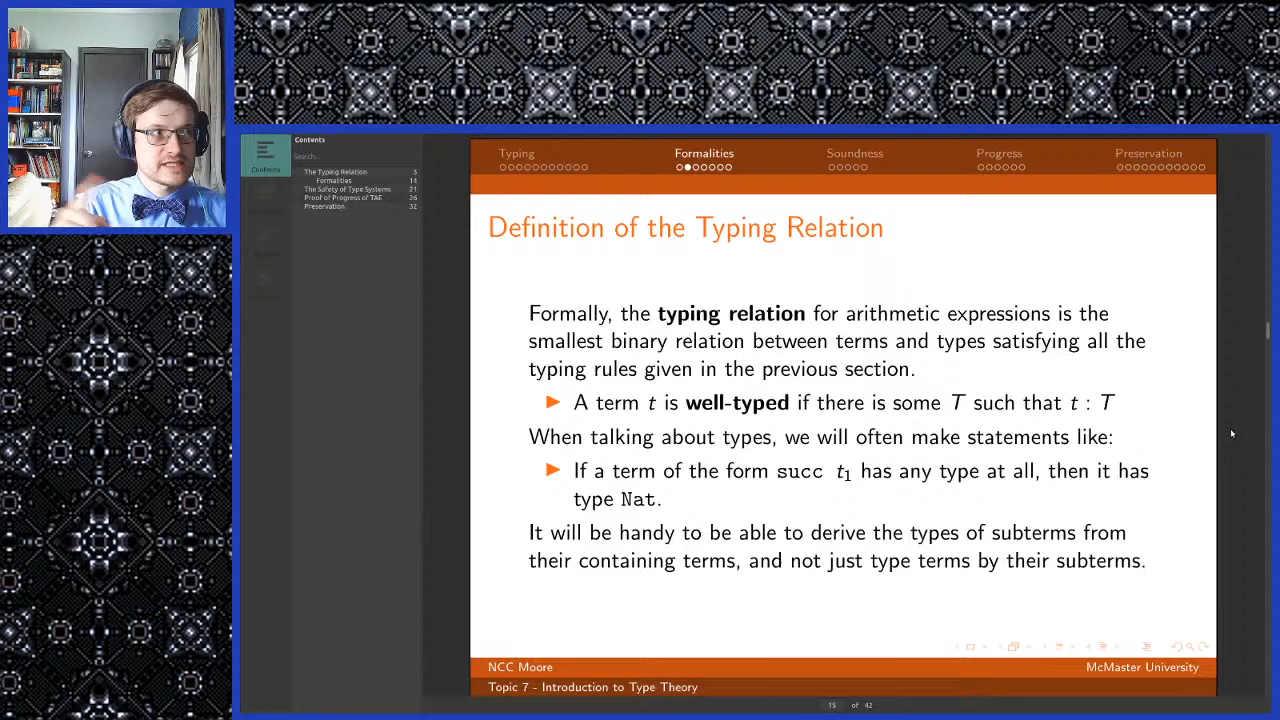 Contents
Search...
The Typing Relation 3
Formalities 14
The Safety of Type Systems 21
Proof of Progress of TAE 26
Preservation 32
Contents
Typing Formalities Soundness Progress Preservation
Definition of the Typing Relation
Formally, the typing relation for arithmetic expressions is the
smallest binary relation between terms and types satisfying all the
typing rules given in the previous section.
A term t is well-typed if there is some T such that t : T
When talking about types, we will often make statements like:
If a term of the form succ t₁ has any type at all, then it has
type Nat.
It will be handy to be able to derive the types of subterms from
their containing terms, and not just type terms by their subterms.
NCC Moore McMaster University
Topic 7 - Introduction to Type Theory
15 of 42